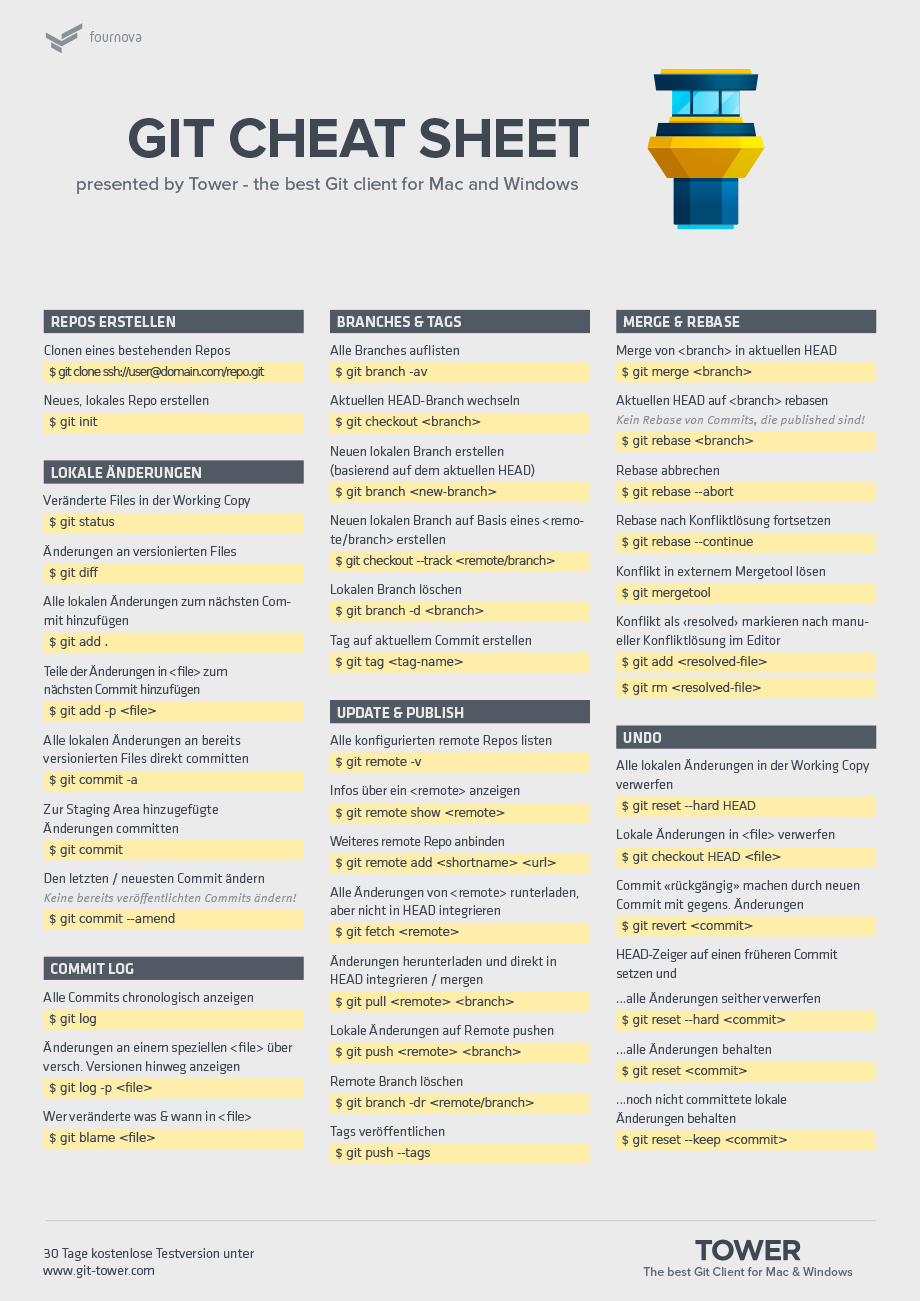 fournova
GIT CHEAT SHEET
presented by Tower - the best Git client for Mac and Windows
REPOS ERSTELLEN
Clonen eines bestehenden Repos
$ git clone ssh://user@domain.com/repo.git
Neues, lokales Repo erstellen
$ git init
LOKALE ÄNDERUNGEN
Veränderte Files in der Working Copy
$ git status
Änderungen an versionierten Files
$ git diff
Alle lokalen Änderungen zum nächsten Com-
mit hinzufügen
$ git add .
Teile der Änderungen in <file> zum
nächsten Commit hinzufügen
$ git add -p <file>
Alle lokalen Änderungen an bereits
versionierten Files direkt committen
$ git commit -a
Zur Staging Area hinzugefügte
Änderungen committen
$ git commit
Den letzten / neuesten Commit ändern
Keine bereits veröffentlichten Commits ändern!
$ git commit --amend
COMMIT LOG
Alle Commits chronologisch anzeigen
$ git log
Änderungen an einem speziellen <file> über
versch. Versionen hinweg anzeigen
$ git log -p <file>
Wer veränderte was & wann in <file>
$ git blame <file>
BRANCHES & TAGS
Alle Branches auflisten
$ git branch -av
Aktuellen HEAD-Branch wechseln
$ git checkout <branch>
Neuen lokalen Branch erstellen
(basierend auf dem aktuellen HEAD)
$ git branch <new-branch>
Neuen lokalen Branch auf Basis eines <remo-
te/branch> erstellen
$ git checkout --track <remote/branch>
Lokalen Branch löschen
$ git branch -d <branch>
Tag auf aktuellem Commit erstellen
$ git tag <tag-name>
UPDATE & PUBLISH
Alle konfigurierten remote Repos listen
$ git remote -v
Infos über ein <remote> anzeigen
$ git remote show <remote>
Weiteres remote Repo anbinden
$ git remote add <shortname> <url>
Alle Änderungen von <remote> runterladen,
aber nicht in HEAD integrieren
$ git fetch <remote>
Änderungen herunterladen und direkt in
HEAD integrieren / mergen
$ git pull <remote> <branch>
Lokale Änderungen auf Remote pushen
$ git push <remote> <branch>
Remote Branch löschen
$ git branch -dr <remote/branch>
Tags veröffentlichen
$ git push --tags
MERGE & REBASE
Merge von <branch> in aktuellen HEAD
$ git merge <branch>
Aktuellen HEAD auf <branch> rebasen
Kein Rebase von Commits, die published sind!
$ git rebase <branch>
Rebase abbrechen
$ git rebase --abort
Rebase nach Konfliktlösung fortsetzen
$ git rebase --continue
Konflikt in externem Mergetool lösen
$ git mergetool
Konflikt als ‹resolved› markieren nach manu-
eller Konfliktlösung im Editor
$ git add <resolved-file>
$ git rm <resolved-file>
UNDO
Alle lokalen Änderungen in der Working Copy
verwerfen
$ git reset --hard HEAD
Lokale Änderungen in <file> verwerfen
$ git checkout HEAD <file>
Commit «rückgängig» machen durch neuen
Commit mit gegens. Änderungen
$ git revert <commit>
HEAD-Zeiger auf einen früheren Commit
setzen und
...alle Änderungen seither verwerfen
$ git reset --hard <commit>
...alle Änderungen behalten
$ git reset <commit>
...noch nicht committete lokale
Änderungen behalten
$ git reset --keep <commit>
30 Tage kostenlose Testversion unter
www.git-tower.com
TOWER
The best Git Client for Mac & Windows